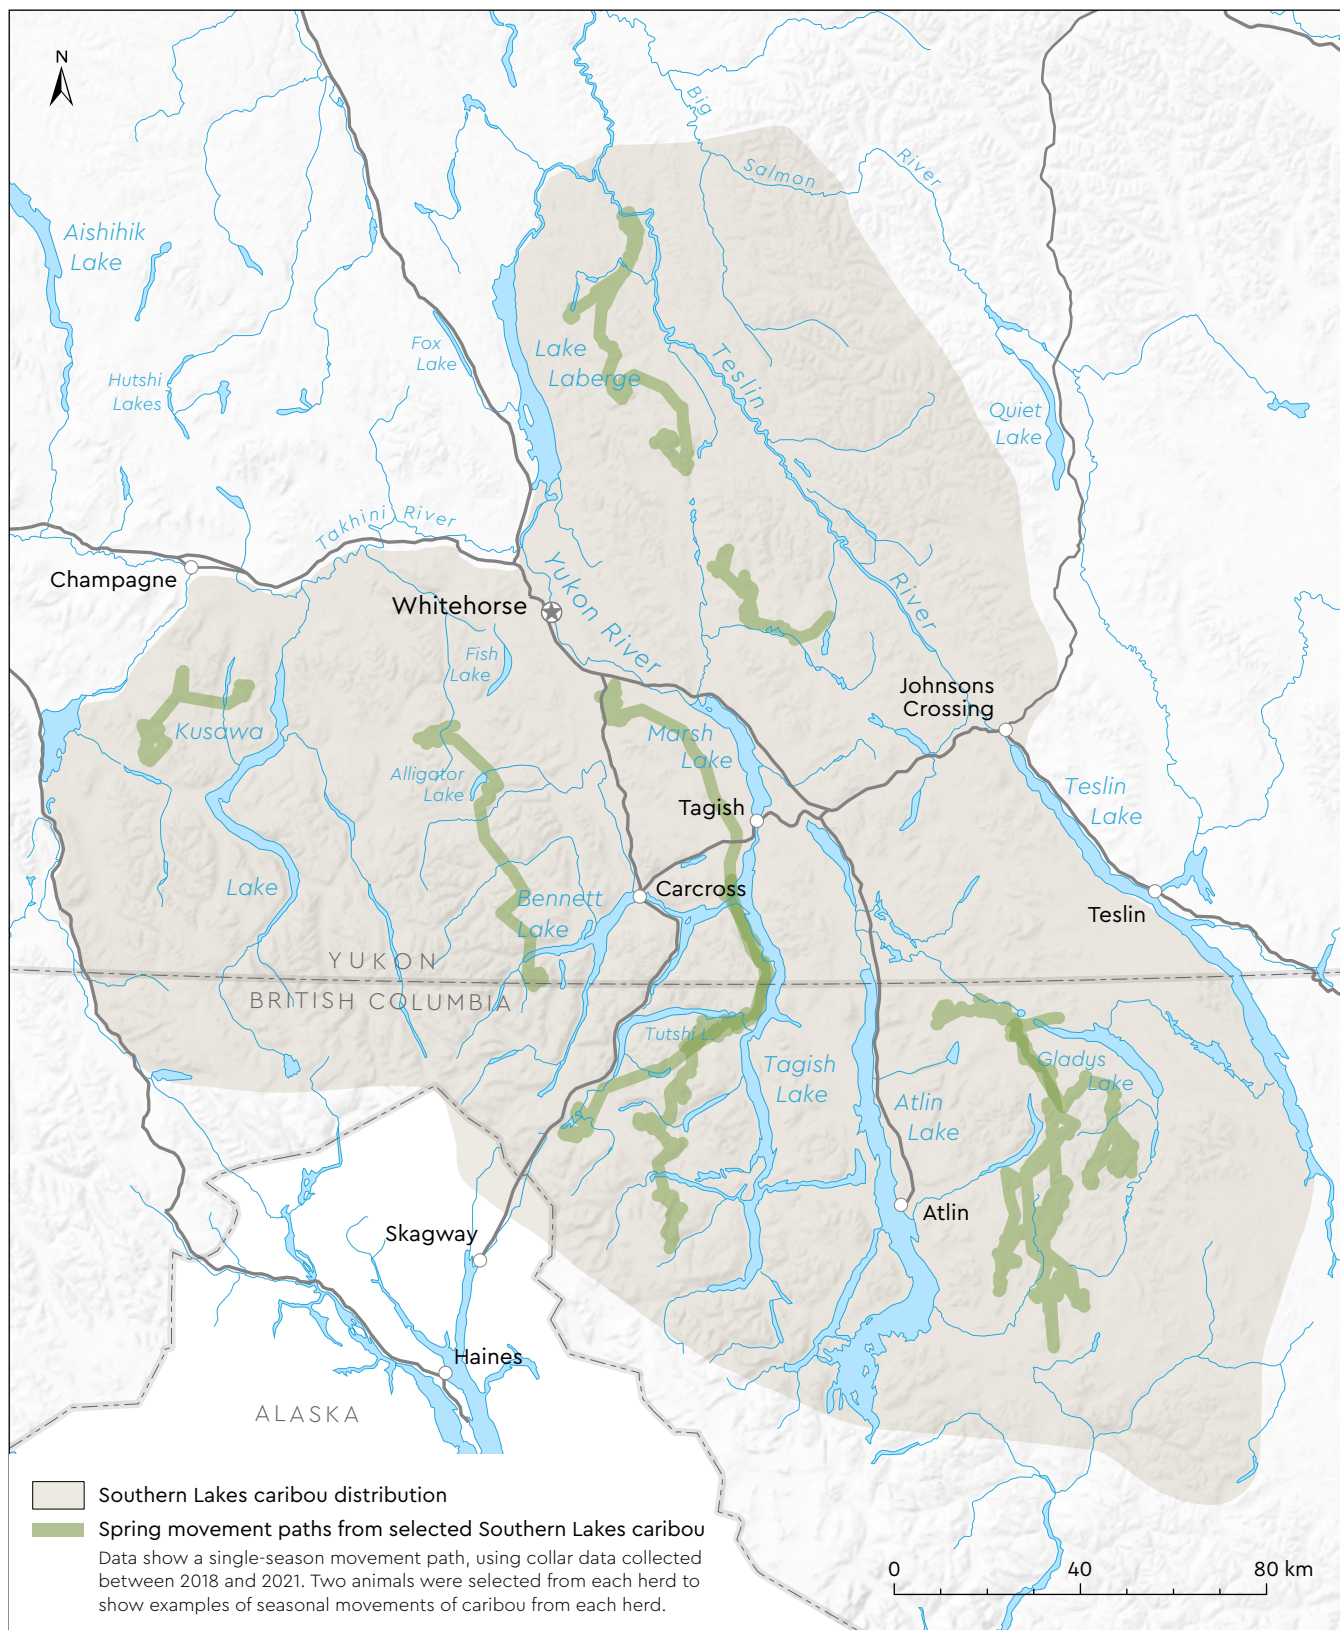 N
Big
Salmon
River
Aishihik
Lake
Fox
Lake
Lake
Laberge
Teslin
Hutshi
Lakes
Quiet
Lake
Takhini River
Champagne
Yukon River
River
Whitehorse
Fish
Lake
Johnsons
Crossing
Kusawa
Marsh
Lake
Alligator
Lake
Teslin
Lake
Tagish
Lake
Bennett
Lake
Carcross
Teslin
YUKON
BRITISH COLUMBIA
Tutshi L.
Tagish
Lake
Gladys
Lake
Atlin
Lake
Atlin
Skagway
Haines
ALASKA
Southern Lakes caribou distribution
Spring movement paths from selected Southern Lakes caribou
Data show a single-season movement path, using collar data collected
between 2018 and 2021. Two animals were selected from each herd to
show examples of seasonal movements of caribou from each herd.
0 40 80 km